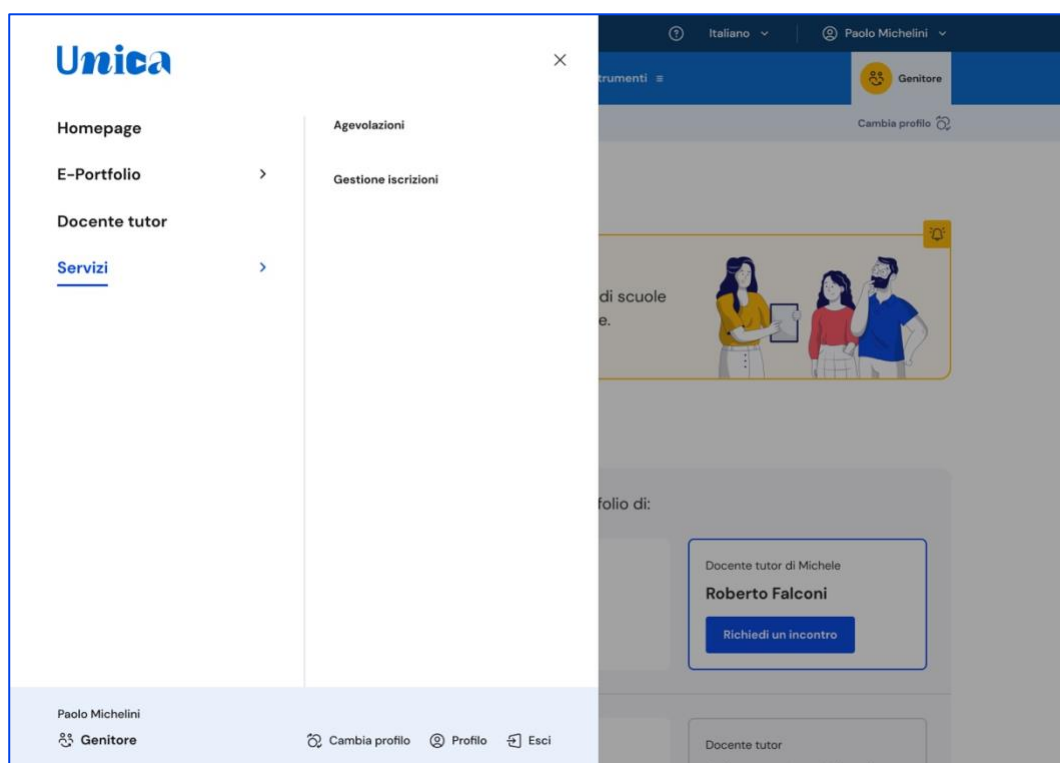 Unica
Homepage
E-Portfolio
Docente tutor
Servizi
Agevolazioni
Gestione iscrizioni
Paolo Michelini
Genitore
Cambia profilo
Profilo
Esci
Italiano
Paolo Michelini
trumenti
Genitore
Cambia profilo
di scuole
e.
folio di:
Docente tutor di Michele
Roberto Falconi
Richiedi un incontro
Docente tutor